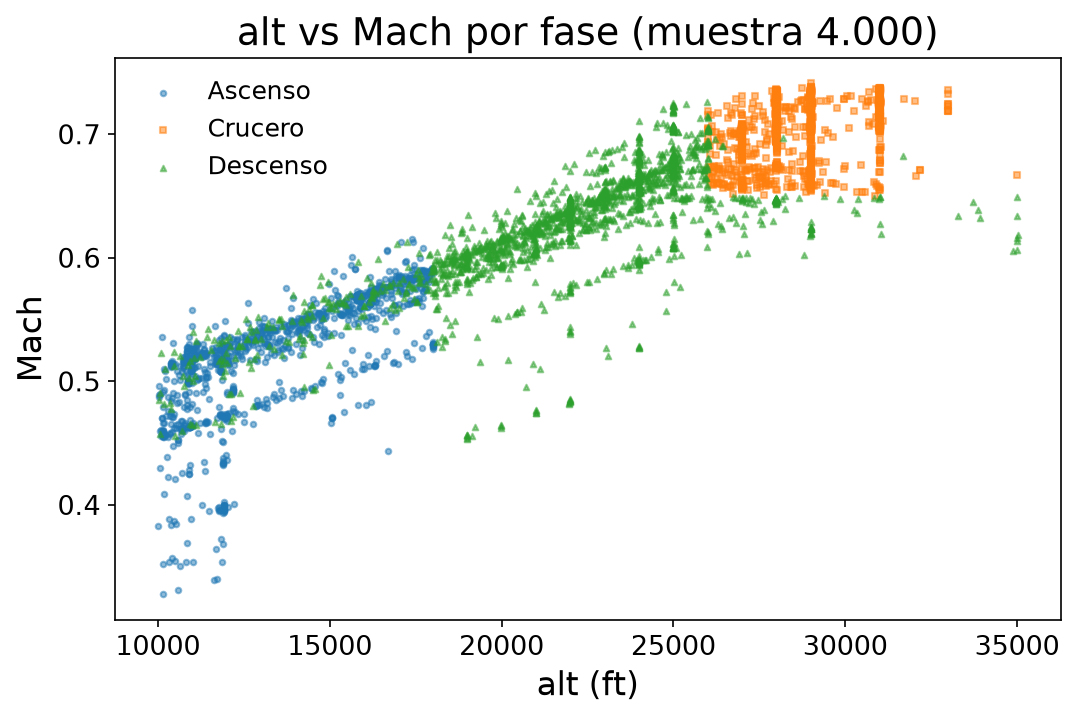 alt vs Mach por fase (muestra 4.000)
Ascenso
Crucero
Descenso
0.7
0.6
0.5
0.4
Mach
10000 15000 20000 25000 30000 35000
alt (ft)